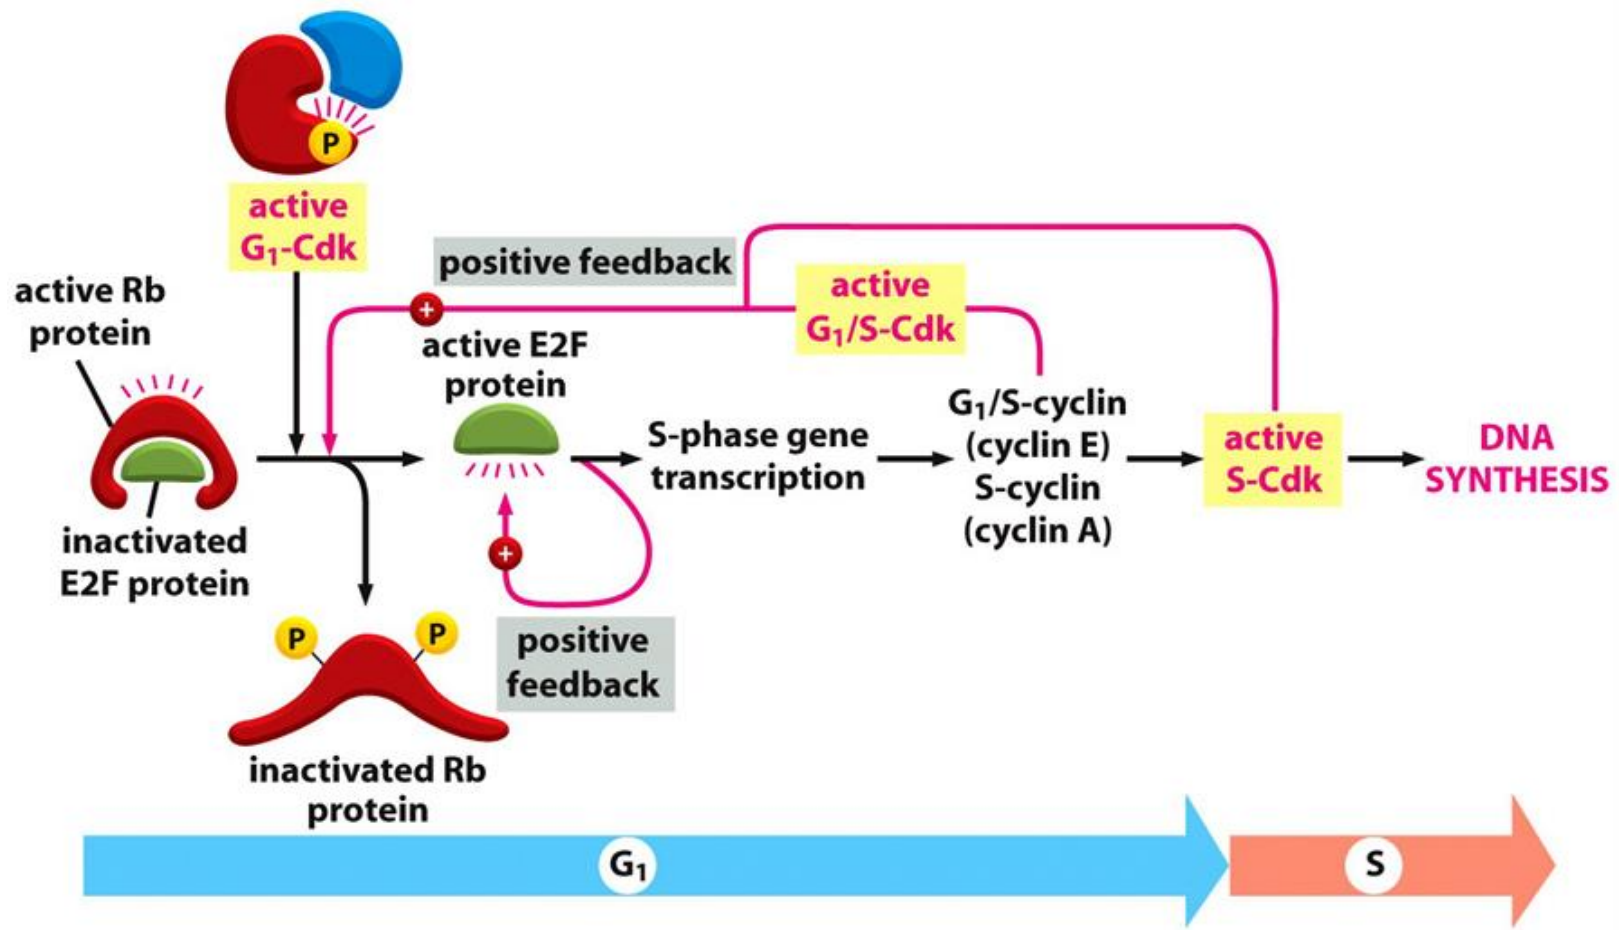 P
active
G₁-Cdk
active Rb
protein
positive feedback
+
active
G₁/S-Cdk
active E2F
protein
inactivated
E2F protein
S-phase gene
transcription
G₁/S-cyclin
(cyclin E)
S-cyclin
(cyclin A)
active
S-Cdk
DNA
SYNTHESIS
+
positive
feedback
P
P
inactivated Rb
protein
G₁
S